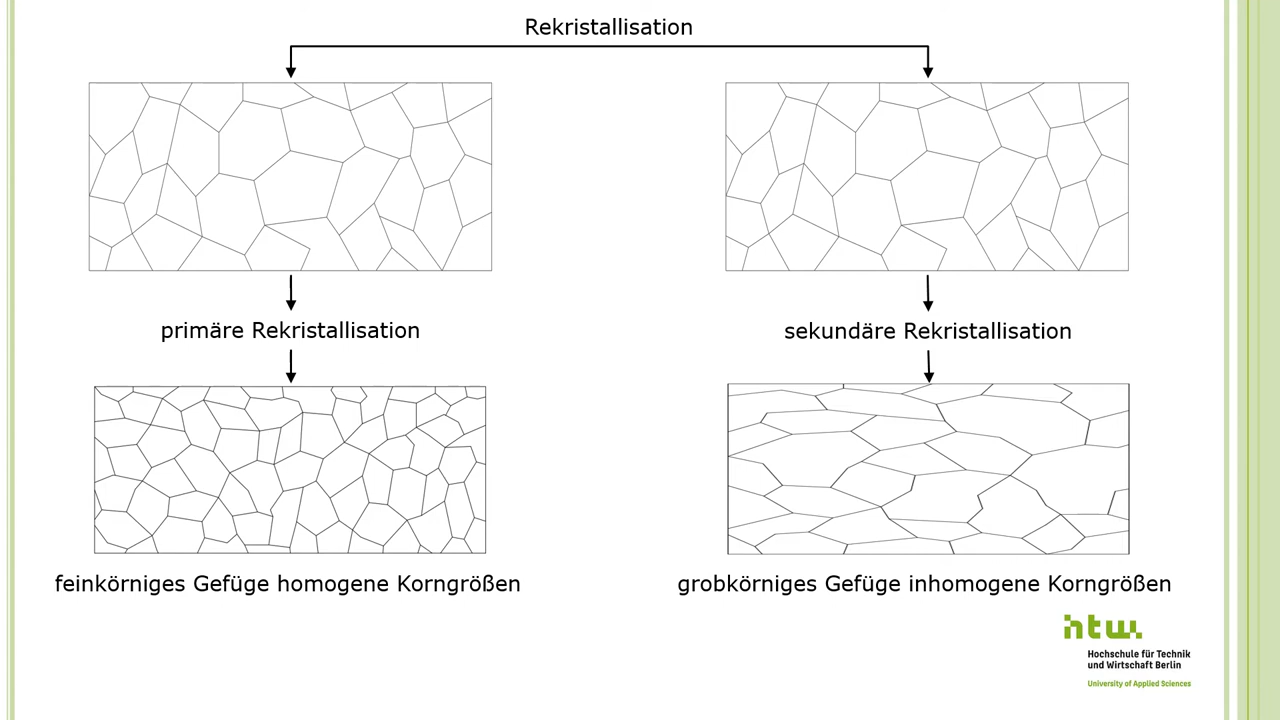 Rekristallisation
primäre Rekristallisation
sekundäre Rekristallisation
feinkörniges Gefüge homogene Korngrößen
grobkörniges Gefüge inhomogene Korngrößen
htw.
Hochschule für Technik
und Wirtschaft Berlin
University of Applied Sciences